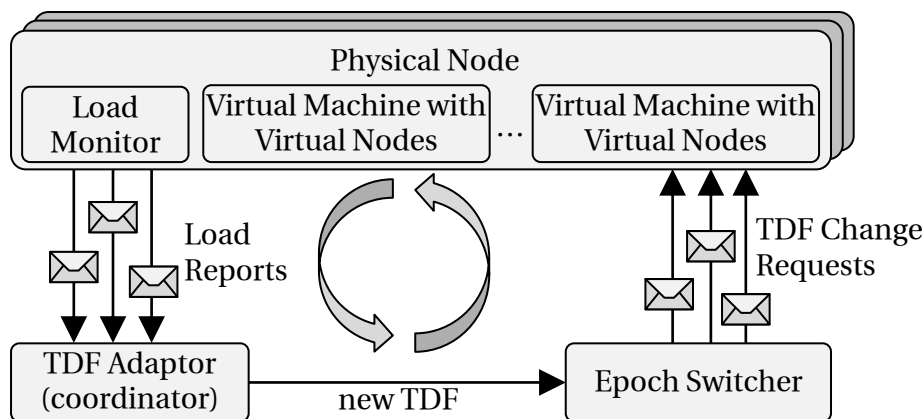 Physical Node
Load
Monitor
Virtual Machine with
Virtual Nodes
...
Virtual Machine with
Virtual Nodes
Load
Reports
TDF Change
Requests
TDF Adaptor
(coordinator)
new TDF
Epoch Switcher